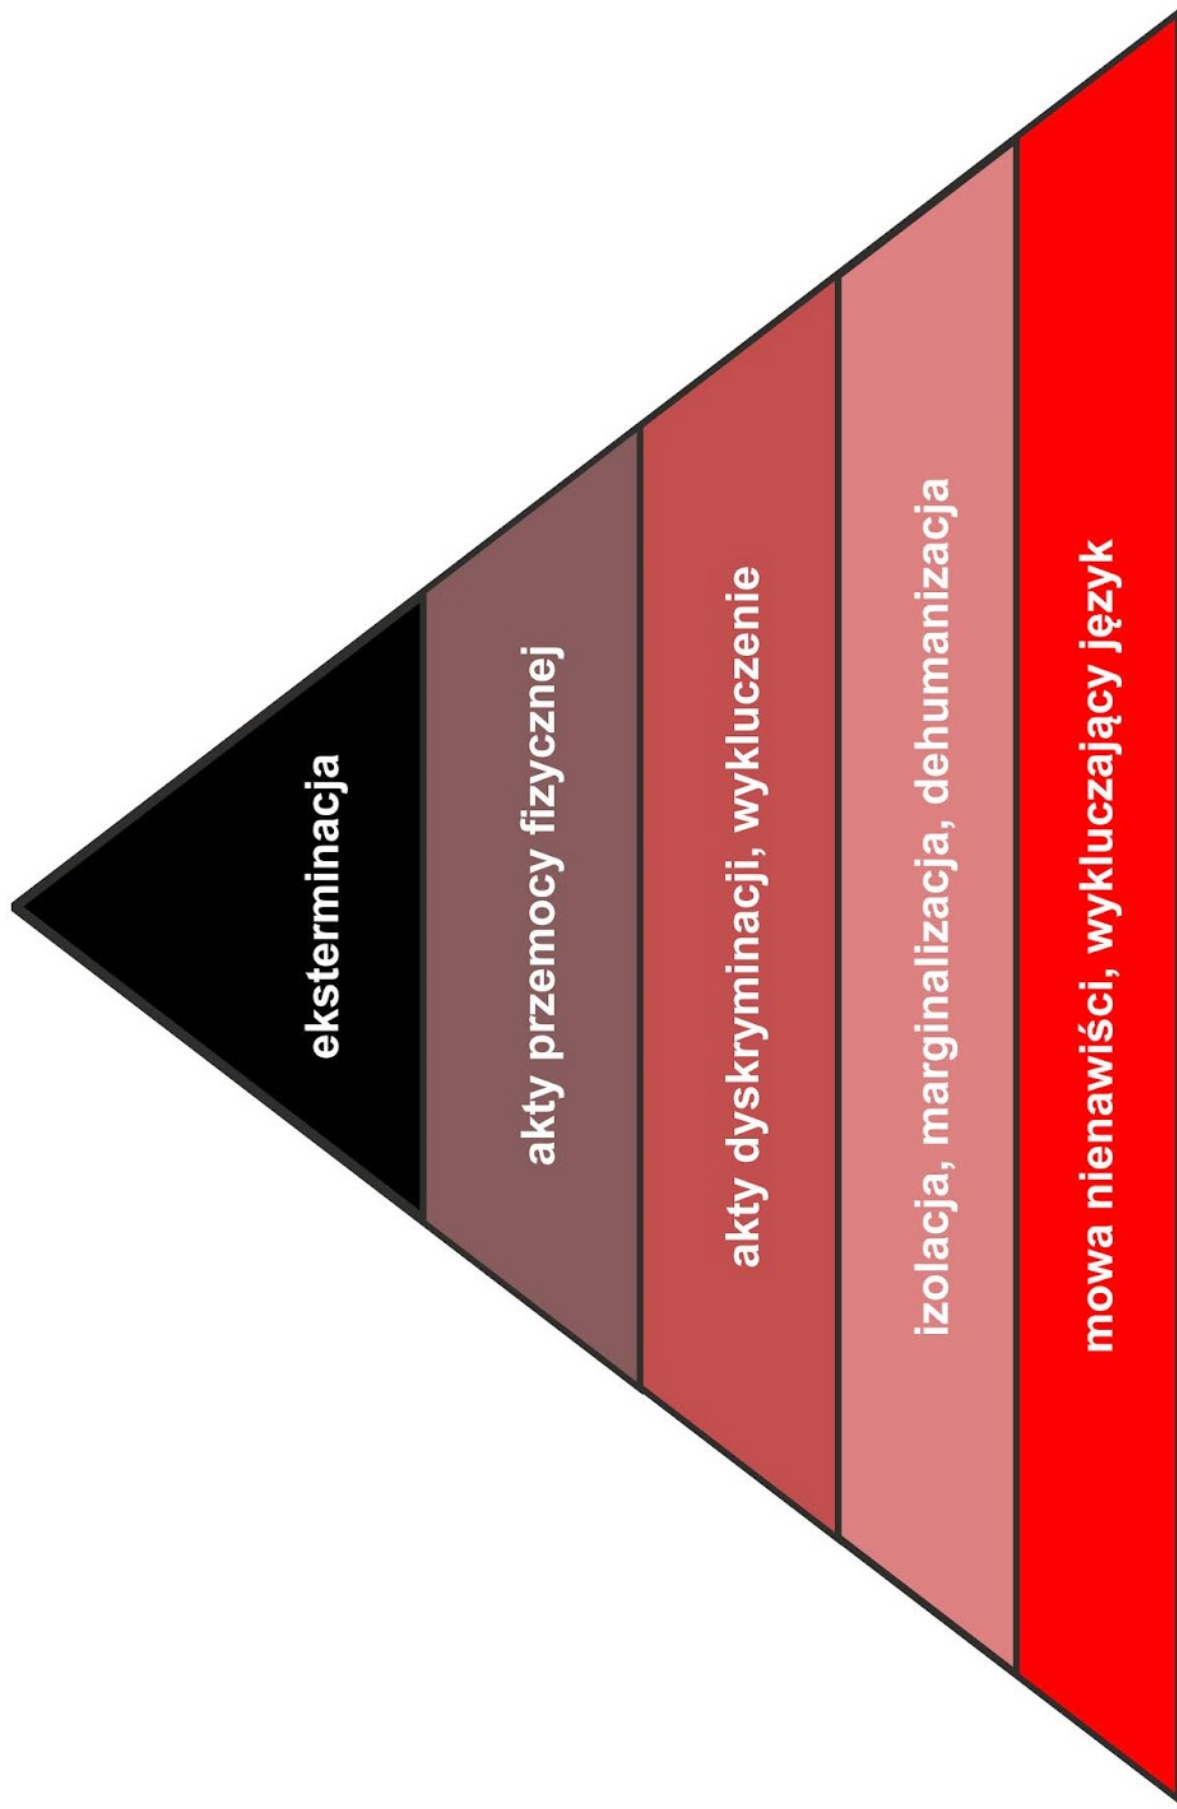 eksterminacja
akty przemocy fizycznej
akty dyskryminacji, wykluczenie
izolacja, marginalizacja, dehumanizacja
mowa nienawiści, wykluczający język